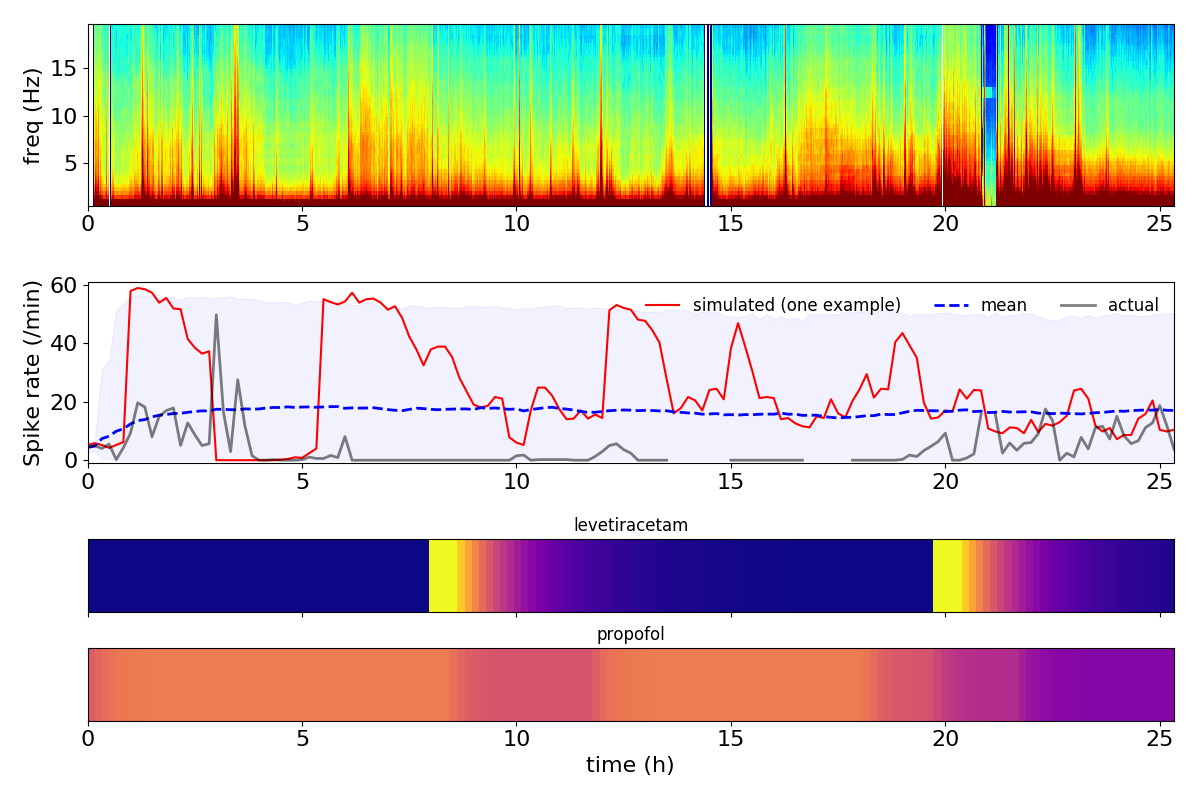 freq (Hz)
15
10
5
0 5 10 15 20 25
Spike rate (/min)
60
40
20
0
simulated (one example) mean actual
0 5 10 15 20 25
levetiracetam
propofol
0 5 10 15 20 25
time (h)